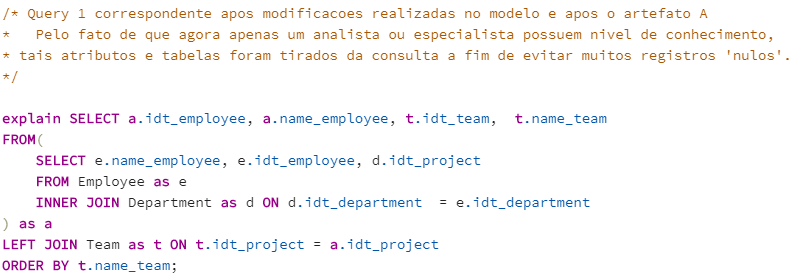 /* Query 1 correspondente apos modificacoes realizadas no modelo e apos o artefato A
*   Pelo fato de que agora apenas um analista ou especialista possuem nivel de conhecimento,
* tais atributos e tabelas foram tirados da consulta a fim de evitar muitos registros 'nulos'.
*/
explain SELECT a.idt_employee, a.name_employee, t.idt_team,  t.name_team
FROM(
    SELECT e.name_employee, e.idt_employee, d.idt_project
    FROM Employee as e
    INNER JOIN Department as d ON d.idt_department  = e.idt_department
) as a
LEFT JOIN Team as t ON t.idt_project = a.idt_project
ORDER BY t.name_team;